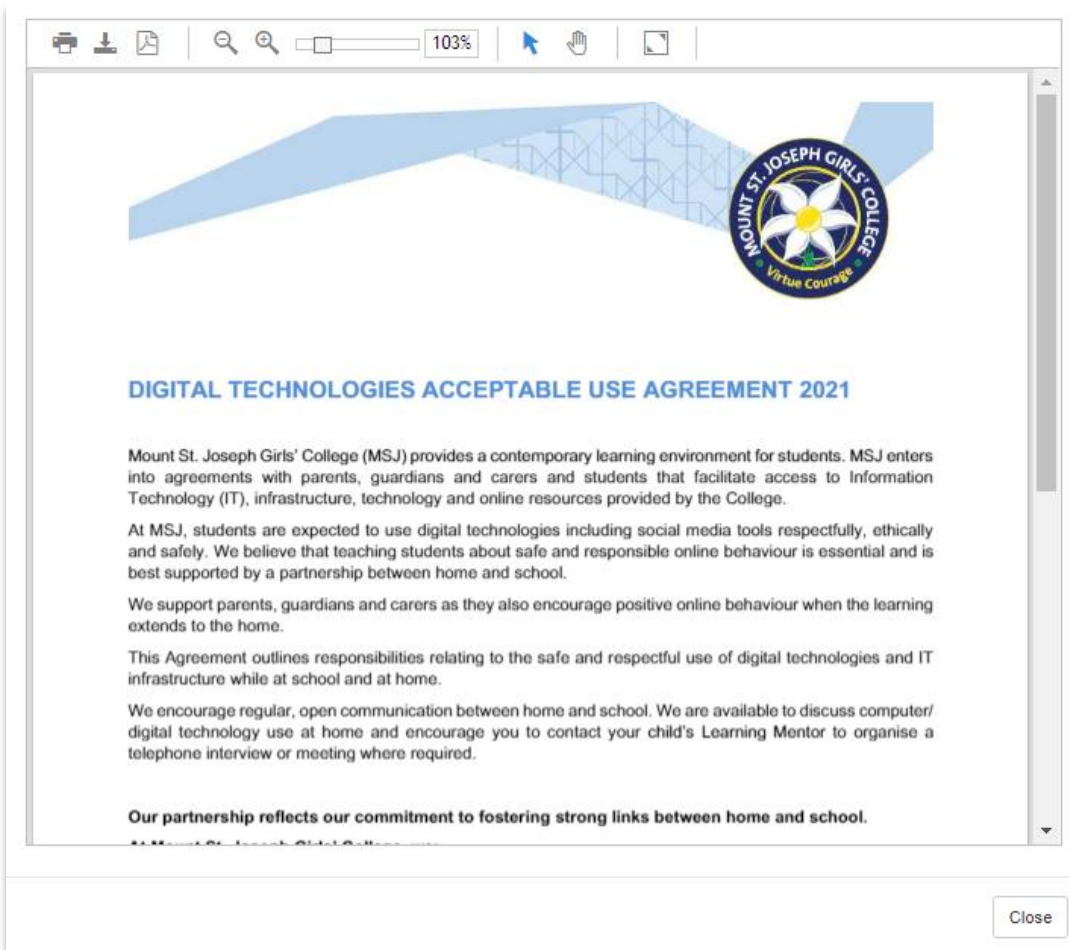 103%
MOUNT ST. JOSEPH GIRLS' COLLEGE
Virtue Courage
DIGITAL TECHNOLOGIES ACCEPTABLE USE AGREEMENT 2021
Mount St. Joseph Girls' College (MSJ) provides a contemporary learning environment for students. MSJ enters
into agreements with parents, guardians and carers and students that facilitate access to Information
Technology (IT), infrastructure, technology and online resources provided by the College.
At MSJ, students are expected to use digital technologies including social media tools respectfully, ethically
and safely. We believe that teaching students about safe and responsible online behaviour is essential and is
best supported by a partnership between home and school.
We support parents, guardians and carers as they also encourage positive online behaviour when the learning
extends to the home.
This Agreement outlines responsibilities relating to the safe and respectful use of digital technologies and IT
infrastructure while at school and at home.
We encourage regular, open communication between home and school. We are available to discuss computer/
digital technology use at home and encourage you to contact your child's Learning Mentor to organise a
telephone interview or meeting where required.
Our partnership reflects our commitment to fostering strong links between home and school.
At Mount St. Joseph Girls' College
Close